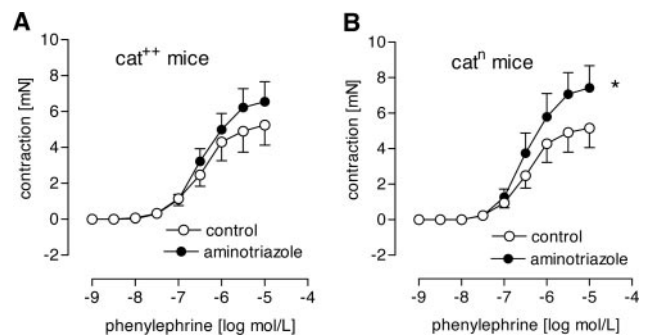 A
cat++ mice
contraction [mN]
10
8
6
4
2
0
-2
control
aminotriazole
-9 -8 -7 -6 -5 -4
phenylephrine [log mol/L]
B
catn mice
contraction [mN]
10
8
6
4
2
0
-2
*
control
aminotriazole
-9 -8 -7 -6 -5 -4
phenylephrine [log mol/L]